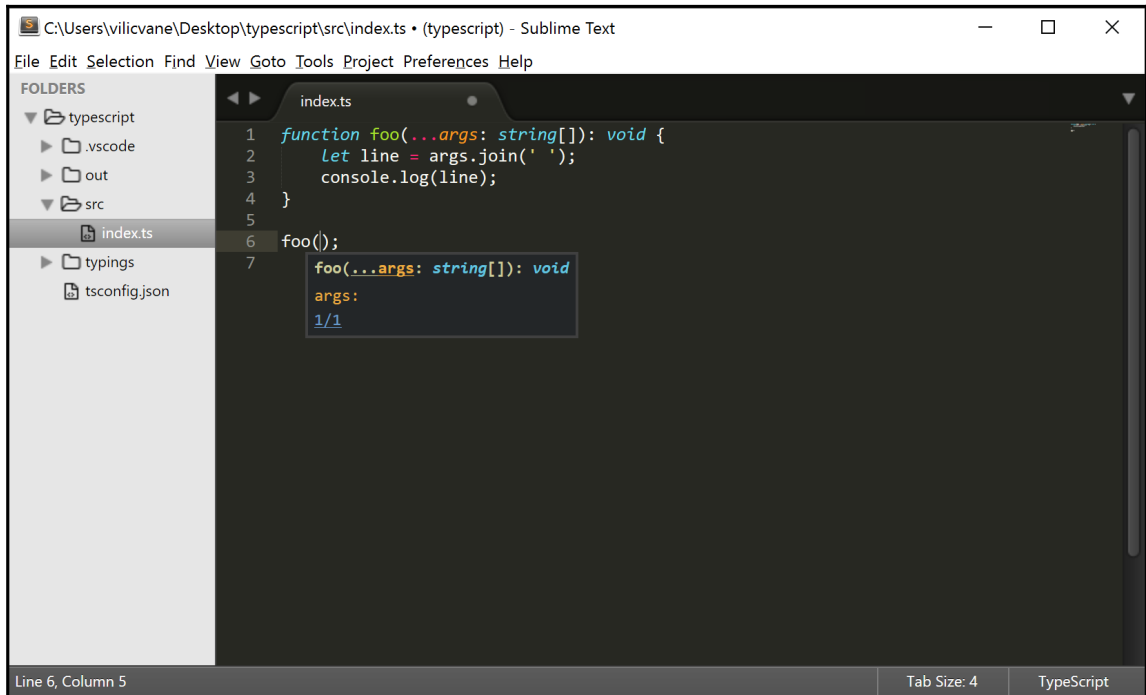 C:\Users\vilicvane\Desktop\typescript\src\index.ts • (typescript) - Sublime Text
File Edit Selection Find View Goto Tools Project Preferences Help
FOLDERS
typescript
.vscode
out
src
index.ts
typings
tsconfig.json
index.ts
1 function foo(...args: string[]): void {
2     let line = args.join(' ');
3     console.log(line);
4 }
5
6 foo();
7
foo(...args: string[]): void
args:
1/1
Line 6, Column 5
Tab Size: 4
TypeScript